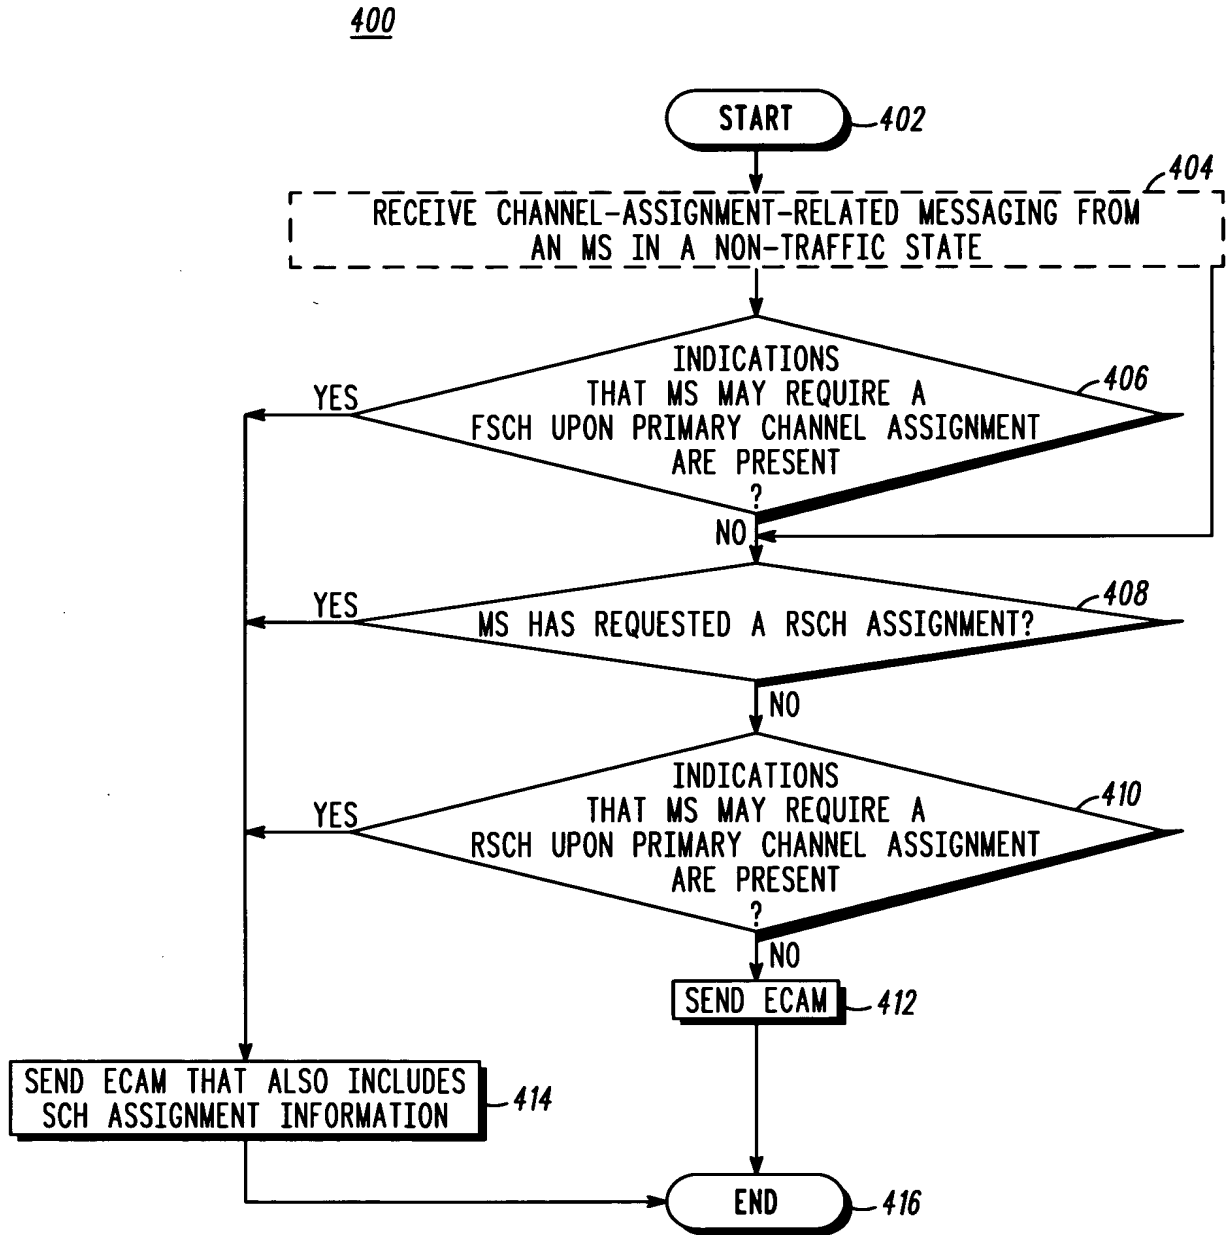 400
START
402
404
RECEIVE CHANNEL-ASSIGNMENT-RELATED MESSAGING FROM
AN MS IN A NON-TRAFFIC STATE
INDICATIONS
THAT MS MAY REQUIRE A
FSCH UPON PRIMARY CHANNEL ASSIGNMENT
ARE PRESENT
?
406
YES
NO
MS HAS REQUESTED A RSCH ASSIGNMENT?
408
YES
NO
INDICATIONS
THAT MS MAY REQUIRE A
RSCH UPON PRIMARY CHANNEL ASSIGNMENT
ARE PRESENT
?
410
YES
NO
SEND ECAM
412
SEND ECAM THAT ALSO INCLUDES
SCH ASSIGNMENT INFORMATION
414
END
416